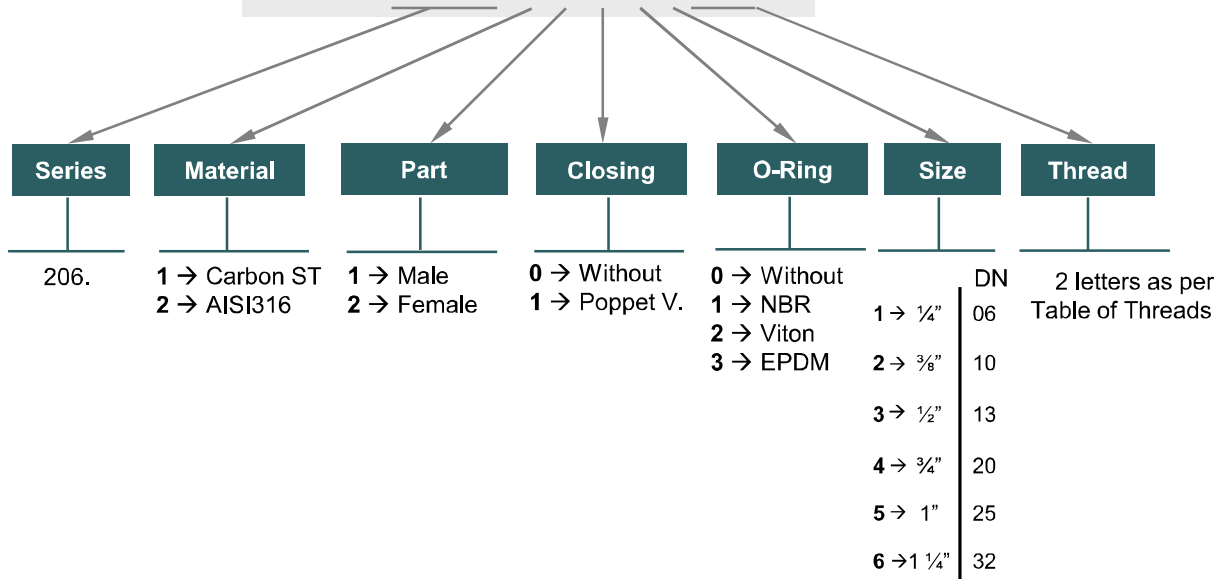 Series
Material
Part
Closing
O-Ring
Size
Thread
206.
1 → Carbon ST
2 → AISI316
1 → Male
2 → Female
0 → Without
1 → Poppet V.
0 → Without
1 → NBR
2 → Viton
3 → EPDM
DN
1 → ¼” 06
2 → ⅜” 10
3 → ½” 13
4 → ¾” 20
5 → 1” 25
6 →1 ¼” 32
2 letters as per
Table of Threads